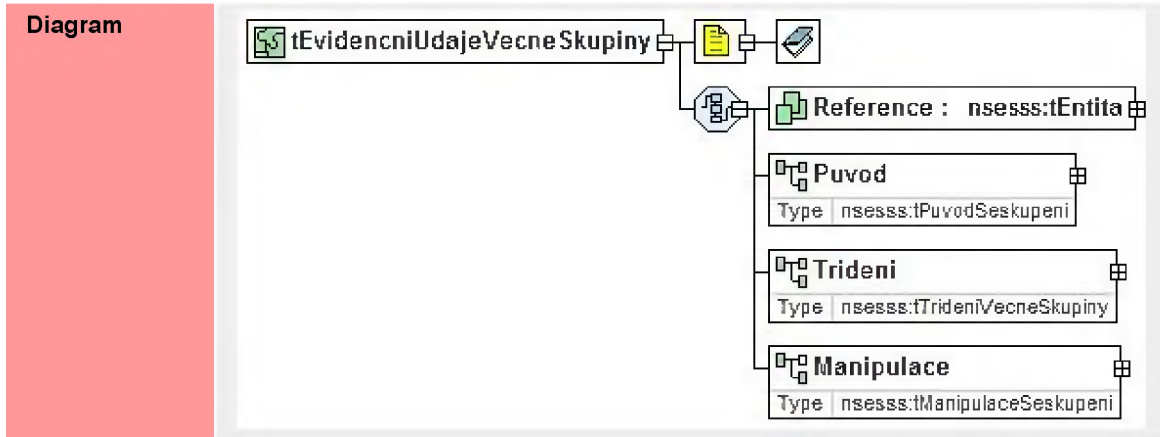 Diagram
tEvidencniUdajeVecneSkupiny
Reference : nsesss:tEntita
Puvod
Type nsesss:tPuvodSeskupeni
Trideni
Type nsesss:tTrideniVecneSkupiny
Manipulace
Type nsesss:tManipulaceSeskupeni